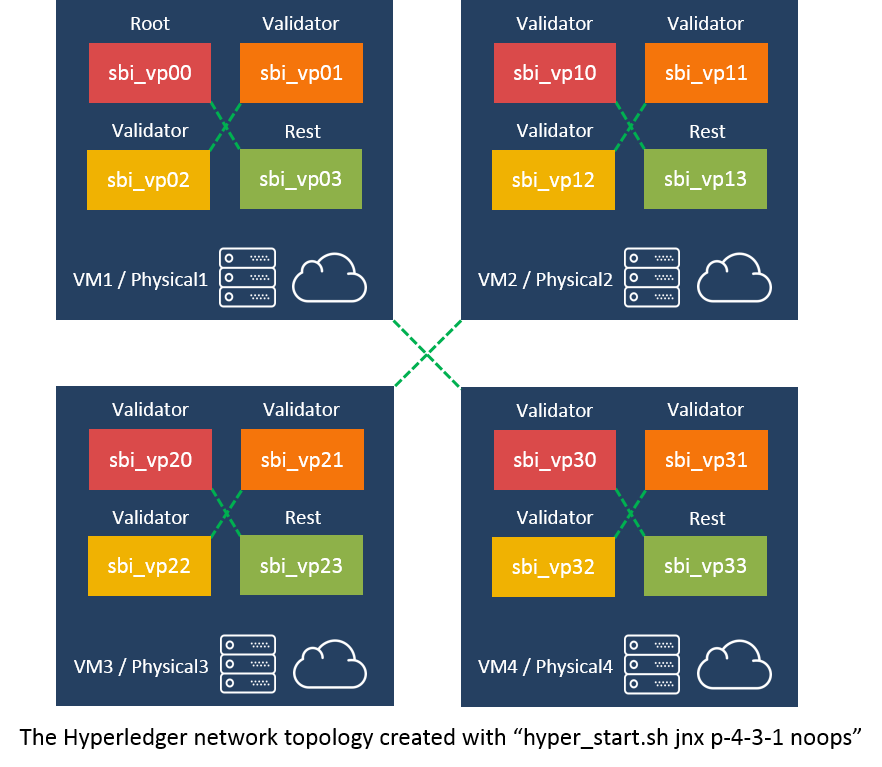 Root Validator Validator Validator
sbi_vp00 sbi_vp01 sbi_vp10 sbi_vp11
Validator Rest Validator Rest
sbi_vp02 sbi_vp03 sbi_vp12 sbi_vp13
VM1 / Physical1 VM2 / Physical2
Validator Validator Validator Validator
sbi_vp20 sbi_vp21 sbi_vp30 sbi_vp31
Validator Rest Validator Rest
sbi_vp22 sbi_vp23 sbi_vp32 sbi_vp33
VM3 / Physical3 VM4 / Physical4
The Hyperledger network topology created with “hyper_start.sh jnx p-4-3-1 noops”